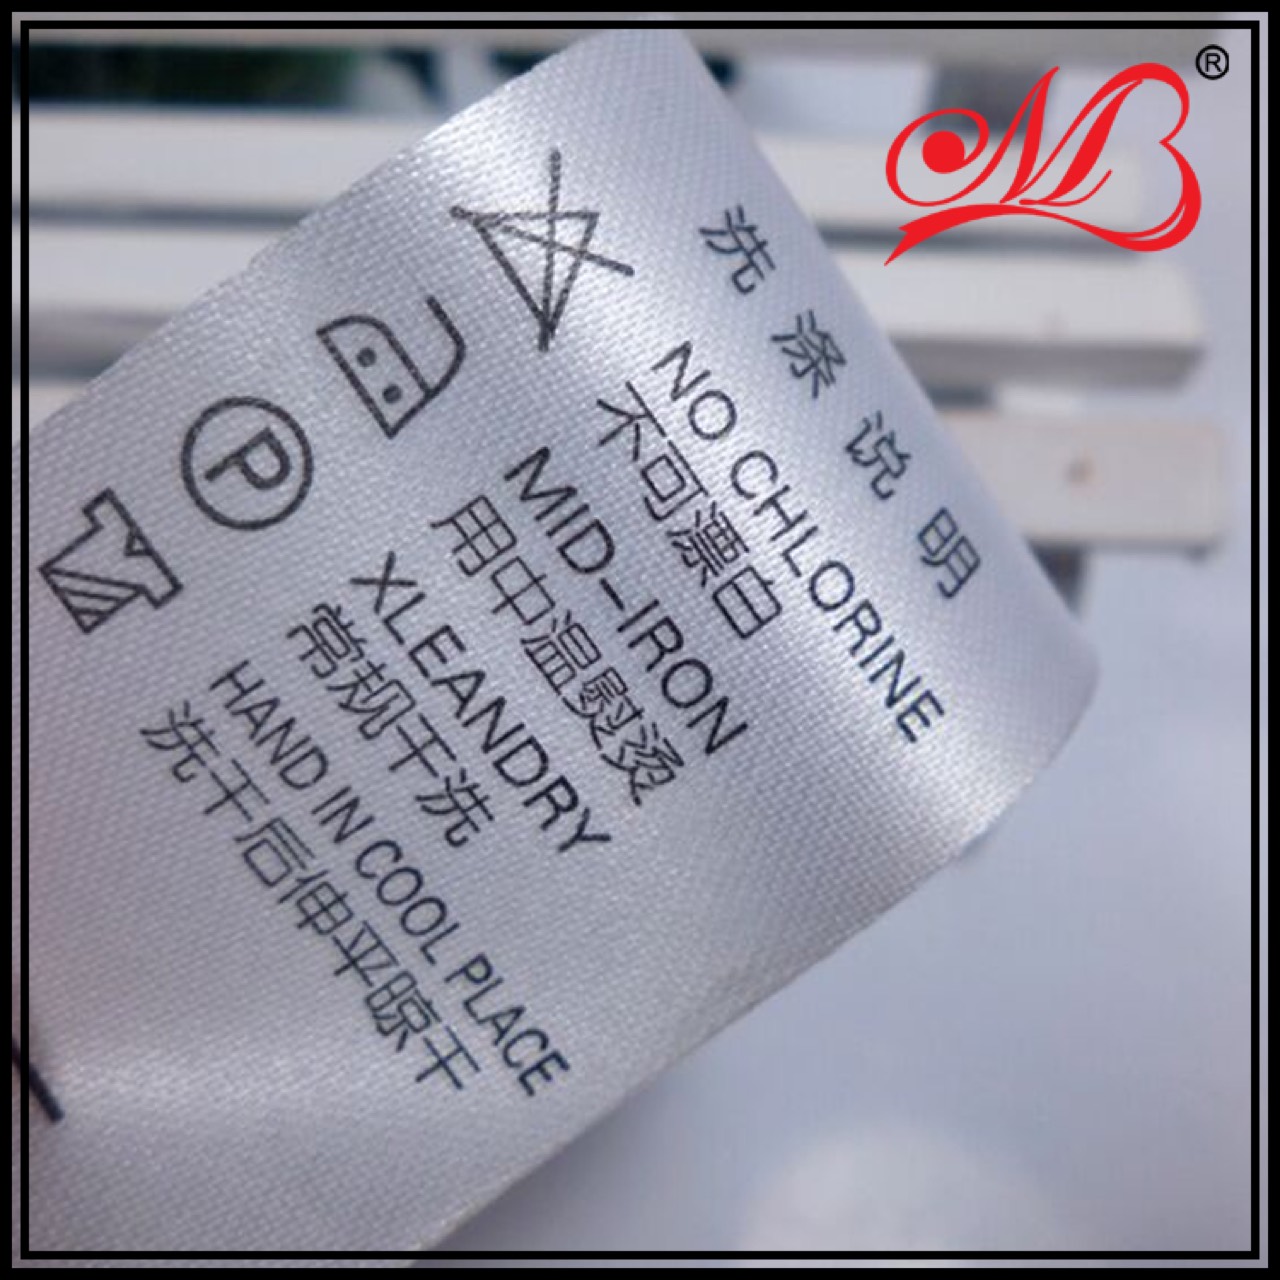 洗涤说明
NO CHLORINE
不可漂白
MID-IRON
用中温熨烫
P
XLEANDRY
常规干洗
HAND IN COOL PLACE
洗干后伸平晾干
MB®